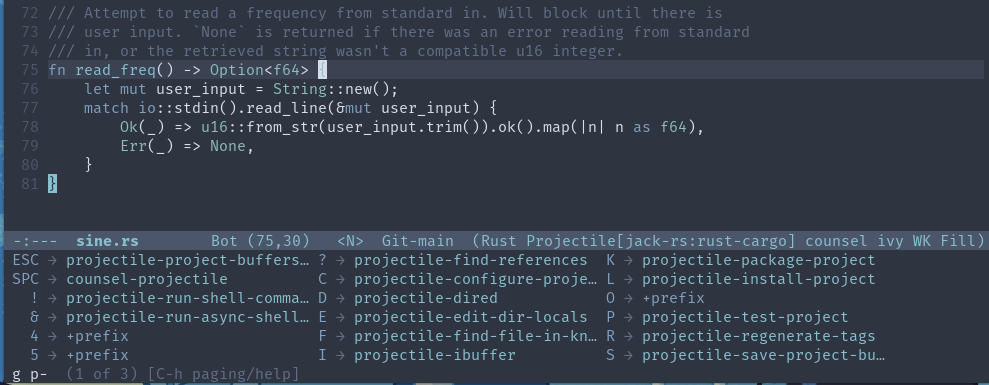 72 /// Attempt to read a frequency from standard in. Will block until there is
73 /// user input. `None` is returned if there was an error reading from standard
74 /// in, or the retrieved string wasn't a compatible u16 integer.
75 fn read_freq() -> Option<f64> {
76     let mut user_input = String::new();
77     match io::stdin().read_line(&mut user_input) {
78         Ok(_) => u16::from_str(user_input.trim()).ok().map(|n| n as f64),
79         Err(_) => None,
80     }
81 }
-:---  sine.rs        Bot (75,30)   <N>  Git-main  (Rust Projectile[jack-rs:rust-cargo] counsel ivy WK Fill)
ESC → projectile-project-buffers… ? → projectile-find-references   K → projectile-package-project
SPC → counsel-projectile          C → projectile-configure-proje… L → projectile-install-project
  ! → projectile-run-shell-comma… D → projectile-dired             O → +prefix
  & → projectile-run-async-shell… E → projectile-edit-dir-locals   P → projectile-test-project
  4 → +prefix                     F → projectile-find-file-in-kn… R → projectile-regenerate-tags
  5 → +prefix                     I → projectile-ibuffer           S → projectile-save-project-bu…
g p-  (1 of 3) [C-h paging/help]